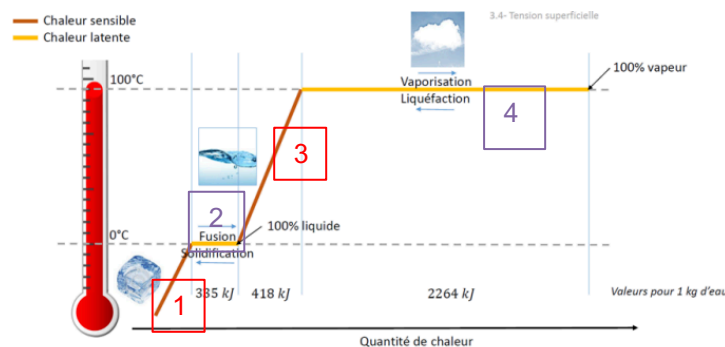 Chaleur sensible
Chaleur latente
3.4- Tension superficielle
100°C
Vaporisation
Liquéfaction
100% vapeur
4
3
2
Fusion
Solidification
0°C
100% liquide
1
335 kJ
418 kJ
2264 kJ
Valeurs pour 1 kg d'eau
Quantité de chaleur